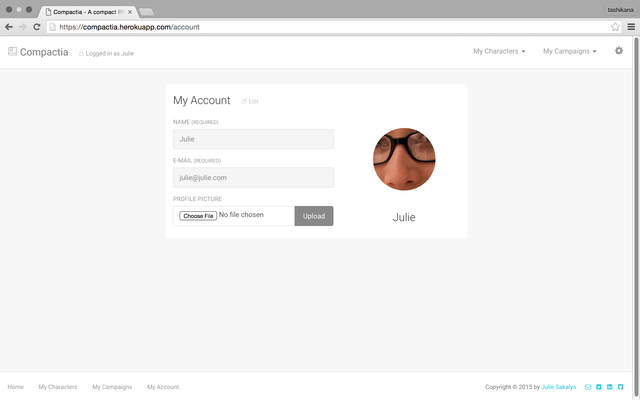 Compactia - A compact R
tashikana
https://compactia.herokuapp.com/account
Compactia
Logged in as Julie
My Characters
My Campaigns
My Account
Edit
NAME (REQUIRED)
Julie
E-MAIL (REQUIRED)
julie@julie.com
PROFILE PICTURE
Choose File No file chosen
Upload
Julie
Home
My Characters
My Campaigns
My Account
Copyright © 2015 by Julie Sakalys